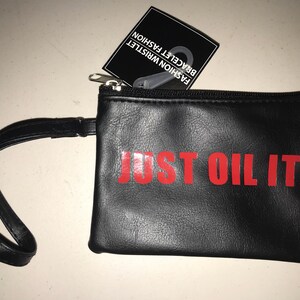 FASHION WRISTLET
BRACELET FASHION
JUST OIL IT